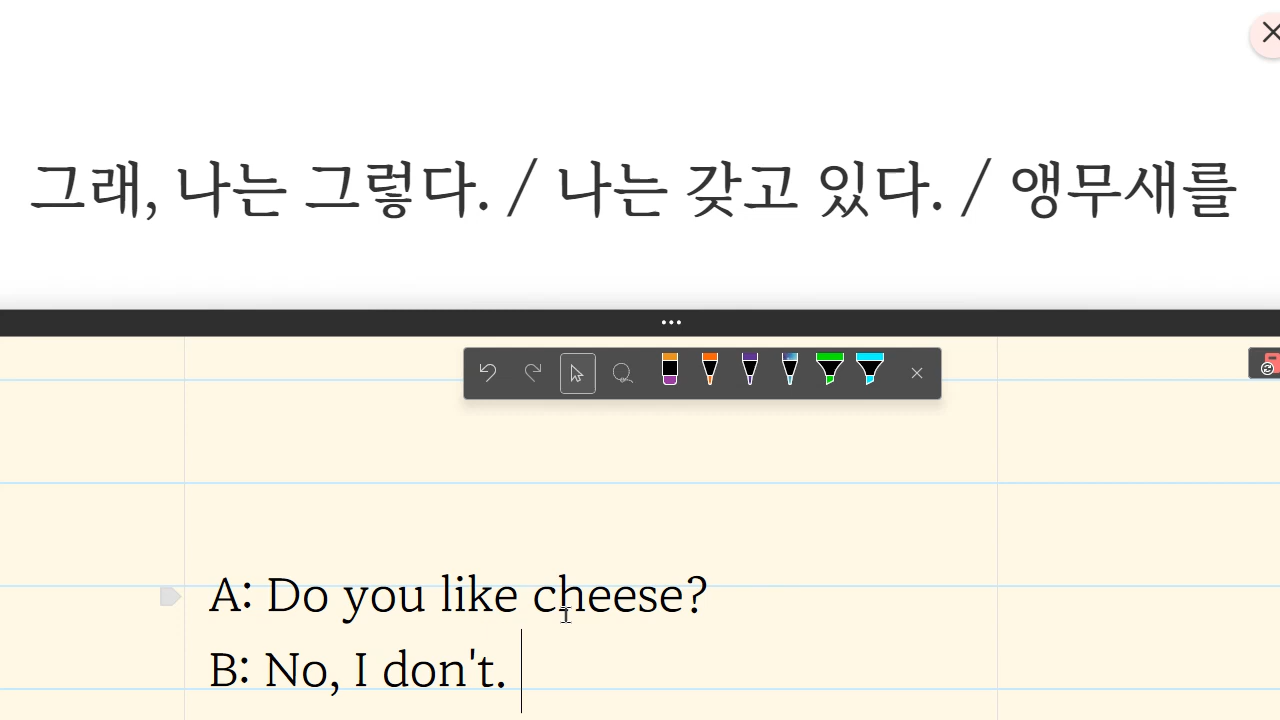 그래, 나는 그렇다. / 나는 갖고 있다. / 앵무새를
A: Do you like cheese?
B: No, I don't.